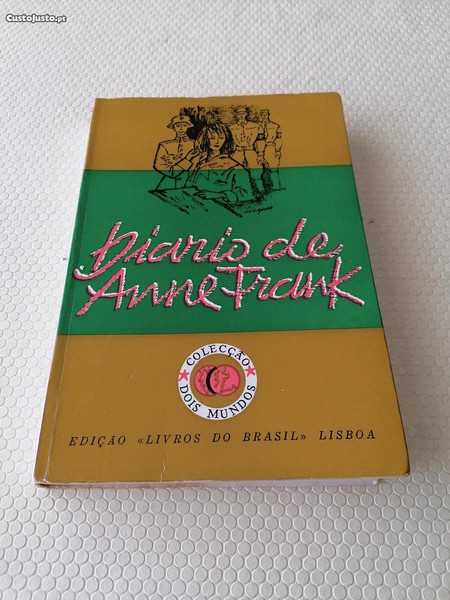 CustoJusto.pt
Diario de
Anne Frank
COLECÇÃO
DOIS MUNDOS
EDIÇÃO «LIVROS DO BRASIL» LISBOA